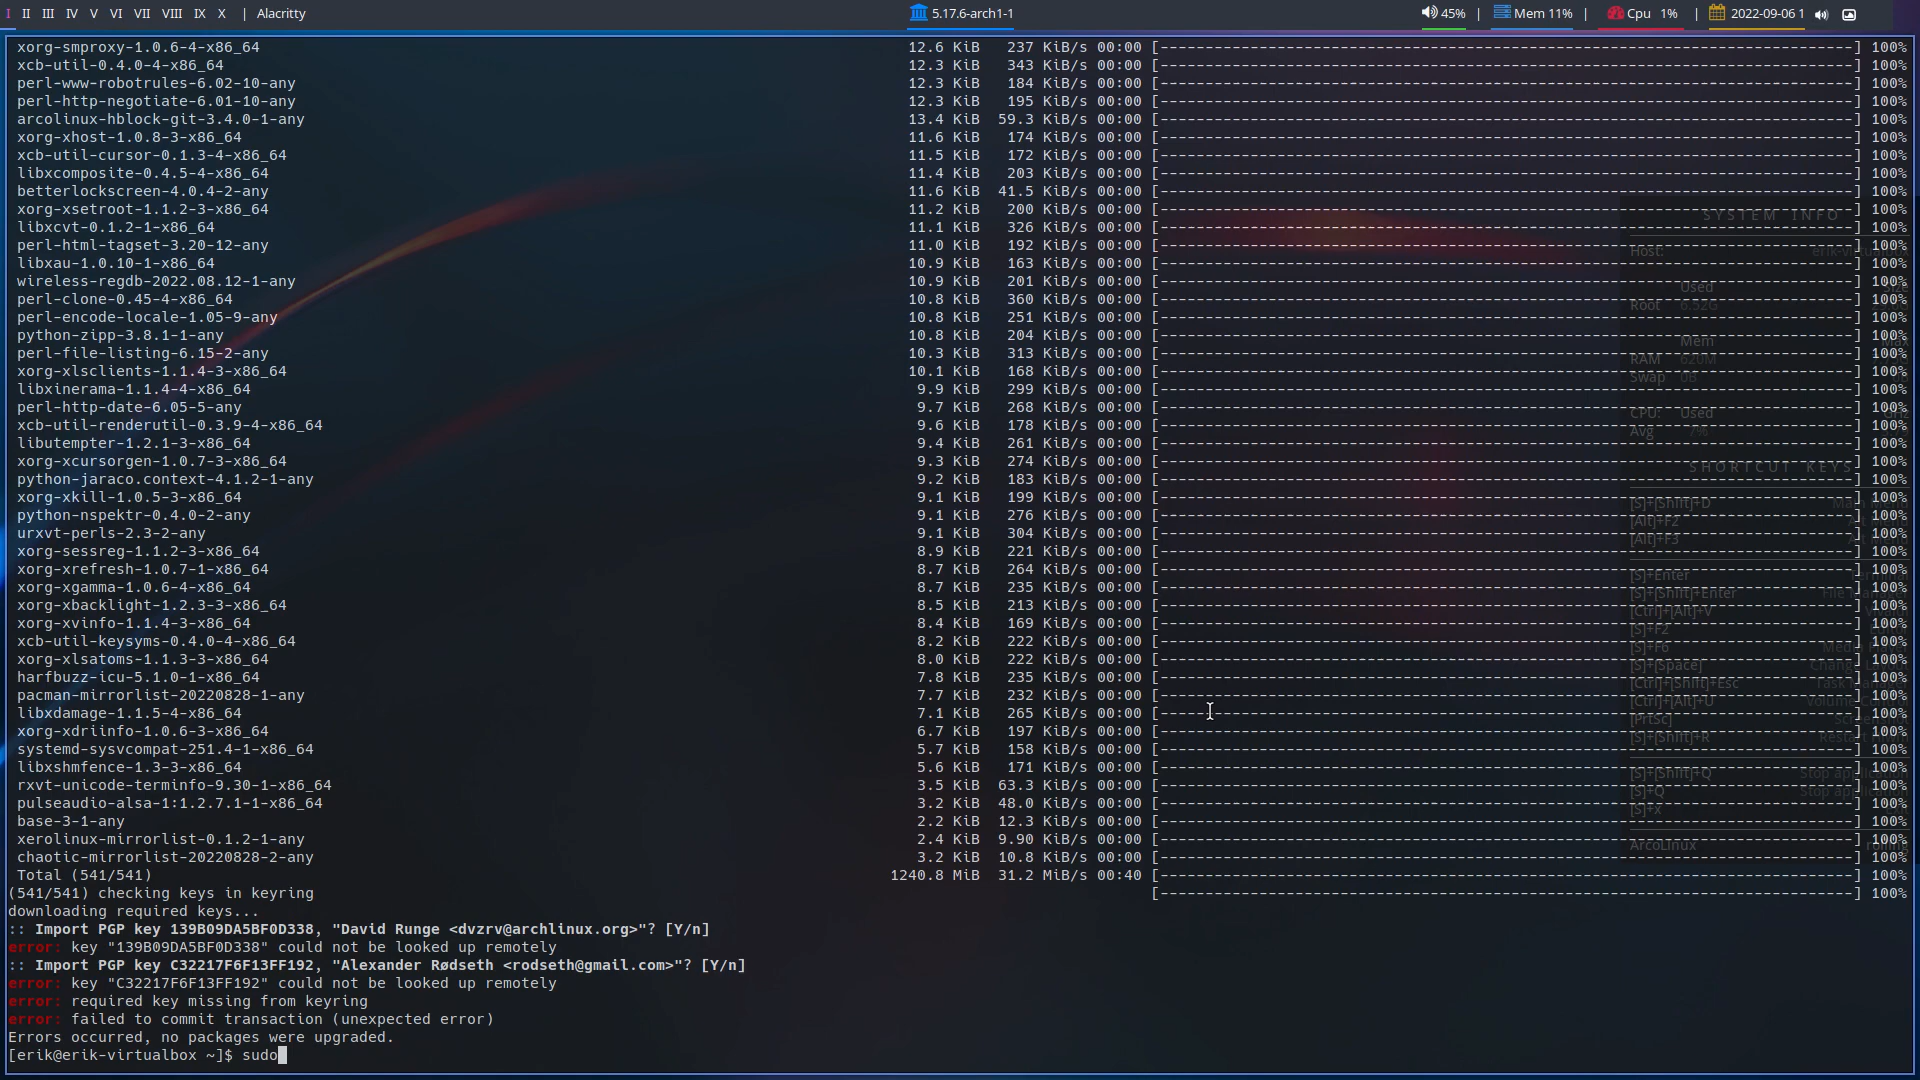 I II III IV V VI VII VIII IX X | Alacritty 5.17.6-arch1-1 45% | Mem 11% | Cpu 1% | 2022-09-06 1
xorg-smproxy-1.0.6-4-x86_64 12.6 KiB 237 KiB/s 00:00 [----------------------------------------------------------------------------] 100%
xcb-util-0.4.0-4-x86_64 12.3 KiB 343 KiB/s 00:00 [----------------------------------------------------------------------------] 100%
perl-www-robotrules-6.02-10-any 12.3 KiB 184 KiB/s 00:00 [----------------------------------------------------------------------------] 100%
perl-http-negotiate-6.01-10-any 12.3 KiB 195 KiB/s 00:00 [----------------------------------------------------------------------------] 100%
arcolinux-hblock-git-3.4.0-1-any 13.4 KiB 59.3 KiB/s 00:00 [----------------------------------------------------------------------------] 100%
xorg-xhost-1.0.8-3-x86_64 11.6 KiB 174 KiB/s 00:00 [----------------------------------------------------------------------------] 100%
xcb-util-cursor-0.1.3-4-x86_64 11.5 KiB 172 KiB/s 00:00 [----------------------------------------------------------------------------] 100%
libxcomposite-0.4.5-4-x86_64 11.4 KiB 203 KiB/s 00:00 [----------------------------------------------------------------------------] 100%
betterlockscreen-4.0.4-2-any 11.6 KiB 41.5 KiB/s 00:00 [----------------------------------------------------------------------------] 100%
xorg-xsetroot-1.1.2-3-x86_64 11.2 KiB 200 KiB/s 00:00 [----------------------------------------------------------------------------] 100%
SYSTEM INFO
libxcvt-0.1.2-1-x86_64 11.1 KiB 326 KiB/s 00:00 [----------------------------------------------------------------------------] 100%
perl-html-tagset-3.20-12-any 11.0 KiB 192 KiB/s 00:00 [----------------------------------------------------------------------------] 100%
Host:
libxau-1.0.10-1-x86_64 10.9 KiB 163 KiB/s 00:00 [----------------------------------------------------------------------------] 100%
wireless-regdb-2022.08.12-1-any 10.9 KiB 201 KiB/s 00:00 [----------------------------------------------------------------------------] 100%
Used
perl-clone-0.45-4-x86_64 10.8 KiB 360 KiB/s 00:00 [----------------------------------------------------------------------------] 100%
Root 6.52G
perl-encode-locale-1.05-9-any 10.8 KiB 251 KiB/s 00:00 [----------------------------------------------------------------------------] 100%
python-zipp-3.8.1-1-any 10.8 KiB 204 KiB/s 00:00 [----------------------------------------------------------------------------] 100%
Mem
perl-file-listing-6.15-2-any 10.3 KiB 313 KiB/s 00:00 [----------------------------------------------------------------------------] 100%
RAM 620M
xorg-xlsclients-1.1.4-3-x86_64 10.1 KiB 168 KiB/s 00:00 [----------------------------------------------------------------------------] 100%
Swap 0B
libxinerama-1.1.4-4-x86_64 9.9 KiB 299 KiB/s 00:00 [----------------------------------------------------------------------------] 100%
perl-http-date-6.05-5-any 9.7 KiB 268 KiB/s 00:00 [----------------------------------------------------------------------------] 100%
CPU: Used
xcb-util-renderutil-0.3.9-4-x86_64 9.6 KiB 178 KiB/s 00:00 [----------------------------------------------------------------------------] 100%
Avg 7%
libutempter-1.2.1-3-x86_64 9.4 KiB 261 KiB/s 00:00 [----------------------------------------------------------------------------] 100%
xorg-xcursorgen-1.0.7-3-x86_64 9.3 KiB 274 KiB/s 00:00 [----------------------------------------------------------------------------] 100%
SHORTCUT KEYS
python-jaraco.context-4.1.2-1-any 9.2 KiB 183 KiB/s 00:00 [----------------------------------------------------------------------------] 100%
xorg-xkill-1.0.5-3-x86_64 9.1 KiB 199 KiB/s 00:00 [----------------------------------------------------------------------------] 100%
[S]+[Shift]+D
python-nspektr-0.4.0-2-any 9.1 KiB 276 KiB/s 00:00 [----------------------------------------------------------------------------] 100%
[Alt]+F2
urxvt-perls-2.3-2-any 9.1 KiB 304 KiB/s 00:00 [----------------------------------------------------------------------------] 100%
[Alt]+F3
xorg-sessreg-1.1.2-3-x86_64 8.9 KiB 221 KiB/s 00:00 [----------------------------------------------------------------------------] 100%
xorg-xrefresh-1.0.7-1-x86_64 8.7 KiB 264 KiB/s 00:00 [----------------------------------------------------------------------------] 100%
[S]+Enter
xorg-xgamma-1.0.6-4-x86_64 8.7 KiB 235 KiB/s 00:00 [----------------------------------------------------------------------------] 100%
[S]+[Shift]+Enter
xorg-xbacklight-1.2.3-3-x86_64 8.5 KiB 213 KiB/s 00:00 [----------------------------------------------------------------------------] 100%
[Ctrl]+[Alt]+V
xorg-xvinfo-1.1.4-3-x86_64 8.4 KiB 169 KiB/s 00:00 [----------------------------------------------------------------------------] 100%
[S]+F2
xcb-util-keysyms-0.4.0-4-x86_64 8.2 KiB 222 KiB/s 00:00 [----------------------------------------------------------------------------] 100%
[S]+F6
xorg-xlsatoms-1.1.3-3-x86_64 8.0 KiB 222 KiB/s 00:00 [----------------------------------------------------------------------------] 100%
[S]+[Space]
harfbuzz-icu-5.1.0-1-x86_64 7.8 KiB 235 KiB/s 00:00 [----------------------------------------------------------------------------] 100%
[Ctrl]+[Shift]+Esc
pacman-mirrorlist-20220828-1-any 7.7 KiB 232 KiB/s 00:00 [----------------------------------------------------------------------------] 100%
[Ctrl]+[Alt]+U
libxdamage-1.1.5-4-x86_64 7.1 KiB 265 KiB/s 00:00 [----------------------------------------------------------------------------] 100%
[PrtSc]
xorg-xdriinfo-1.0.6-3-x86_64 6.7 KiB 197 KiB/s 00:00 [----------------------------------------------------------------------------] 100%
[S]+[Shift]+R
systemd-sysvcompat-251.4-1-x86_64 5.7 KiB 158 KiB/s 00:00 [----------------------------------------------------------------------------] 100%
libxshmfence-1.3-3-x86_64 5.6 KiB 171 KiB/s 00:00 [----------------------------------------------------------------------------] 100%
[S]+[Shift]+Q
rxvt-unicode-terminfo-9.30-1-x86_64 3.5 KiB 63.3 KiB/s 00:00 [----------------------------------------------------------------------------] 100%
[S]+Q
pulseaudio-alsa-1:1.2.7.1-1-x86_64 3.2 KiB 48.0 KiB/s 00:00 [----------------------------------------------------------------------------] 100%
[S]+x
base-3-1-any 2.2 KiB 12.3 KiB/s 00:00 [----------------------------------------------------------------------------] 100%
xerolinux-mirrorlist-0.1.2-1-any 2.4 KiB 9.90 KiB/s 00:00 [----------------------------------------------------------------------------] 100%
ArcoLinux
chaotic-mirrorlist-20220828-2-any 3.2 KiB 10.8 KiB/s 00:00 [----------------------------------------------------------------------------] 100%
Total (541/541) 1240.8 MiB 31.2 MiB/s 00:40 [----------------------------------------------------------------------------] 100%
(541/541) checking keys in keyring [----------------------------------------------------------------------------] 100%
downloading required keys...
:: Import PGP key 139B09DA5BF0D338, "David Runge <dvzrv@archlinux.org>"? [Y/n]
error: key "139B09DA5BF0D338" could not be looked up remotely
:: Import PGP key C32217F6F13FF192, "Alexander Rødseth <rodseth@gmail.com>"? [Y/n]
error: key "C32217F6F13FF192" could not be looked up remotely
error: required key missing from keyring
error: failed to commit transaction (unexpected error)
Errors occurred, no packages were upgraded.
[erik@erik-virtualbox ~]$ sudo